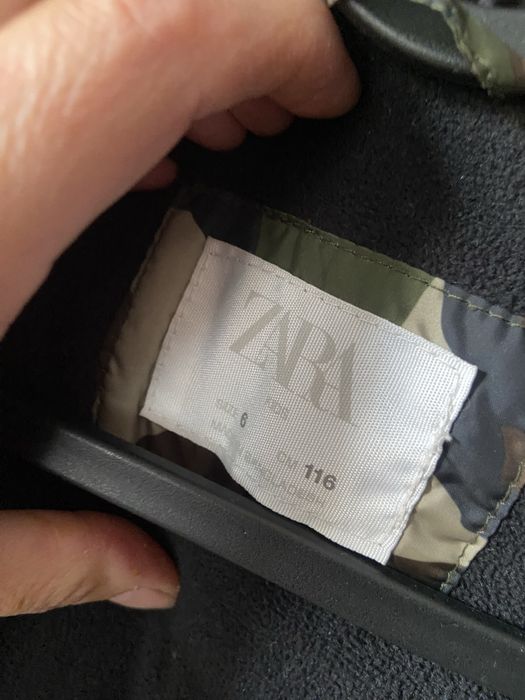 ZARA
KIDS
SIZE 6 CM 116
MADE IN BANGLADESH